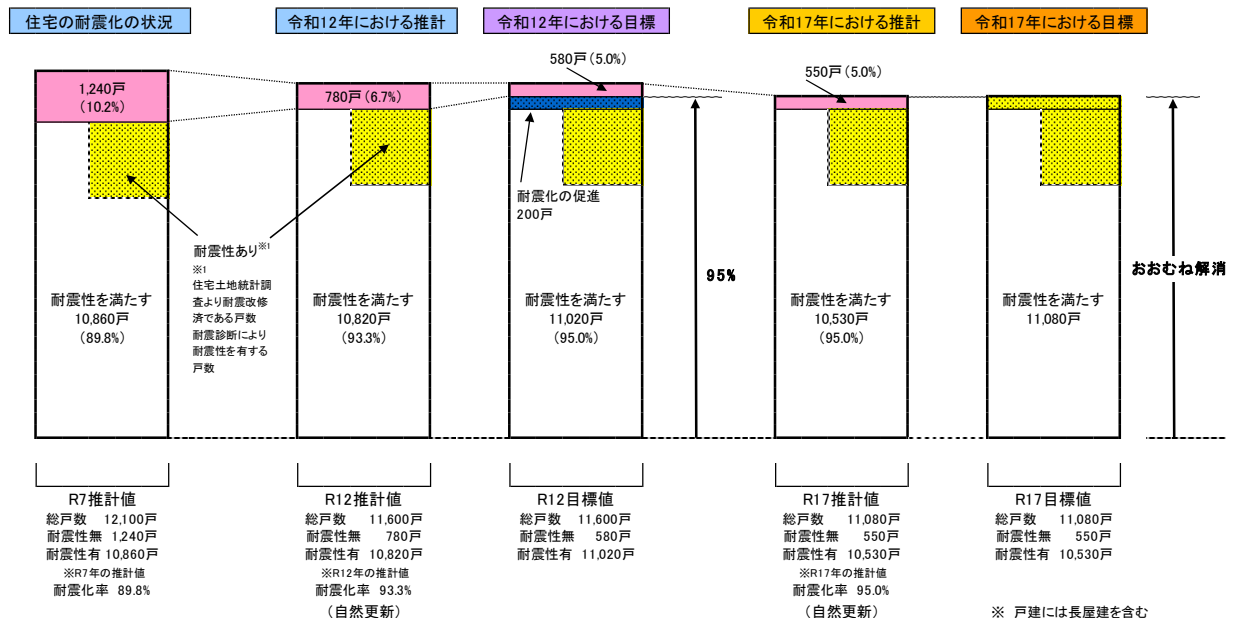 住宅の耐震化の状況
令和12年における推計
令和12年における目標
令和17年における推計
令和17年における目標
1,240戸
(10.2%)
780戸(6.7%)
580戸(5.0%)
550戸(5.0%)
耐震化の促進
200戸
耐震性あり※1
※1
住宅土地統計調
査より耐震改修
済である戸数
耐震診断により
耐震性を有する
戸数
95%
おおむね解消
耐震性を満たす
10,860戸
(89.8%)
耐震性を満たす
10,820戸
(93.3%)
耐震性を満たす
11,020戸
(95.0%)
耐震性を満たす
10,530戸
(95.0%)
耐震性を満たす
11,080戸
R7推計値
総戸数 12,100戸
耐震性無 1,240戸
耐震性有 10,860戸
※R7年の推計値
耐震化率 89.8%
R12推計値
総戸数 11,600戸
耐震性無 780戸
耐震性有 10,820戸
※R12年の推計値
耐震化率 93.3%
(自然更新)
R12目標値
総戸数 11,600戸
耐震性無 580戸
耐震性有 11,020戸
R17推計値
総戸数 11,080戸
耐震性無 550戸
耐震性有 10,530戸
※R17年の推計値
耐震化率 95.0%
(自然更新)
R17目標値
総戸数 11,080戸
耐震性無 550戸
耐震性有 10,530戸
※ 戸建には長屋建を含む